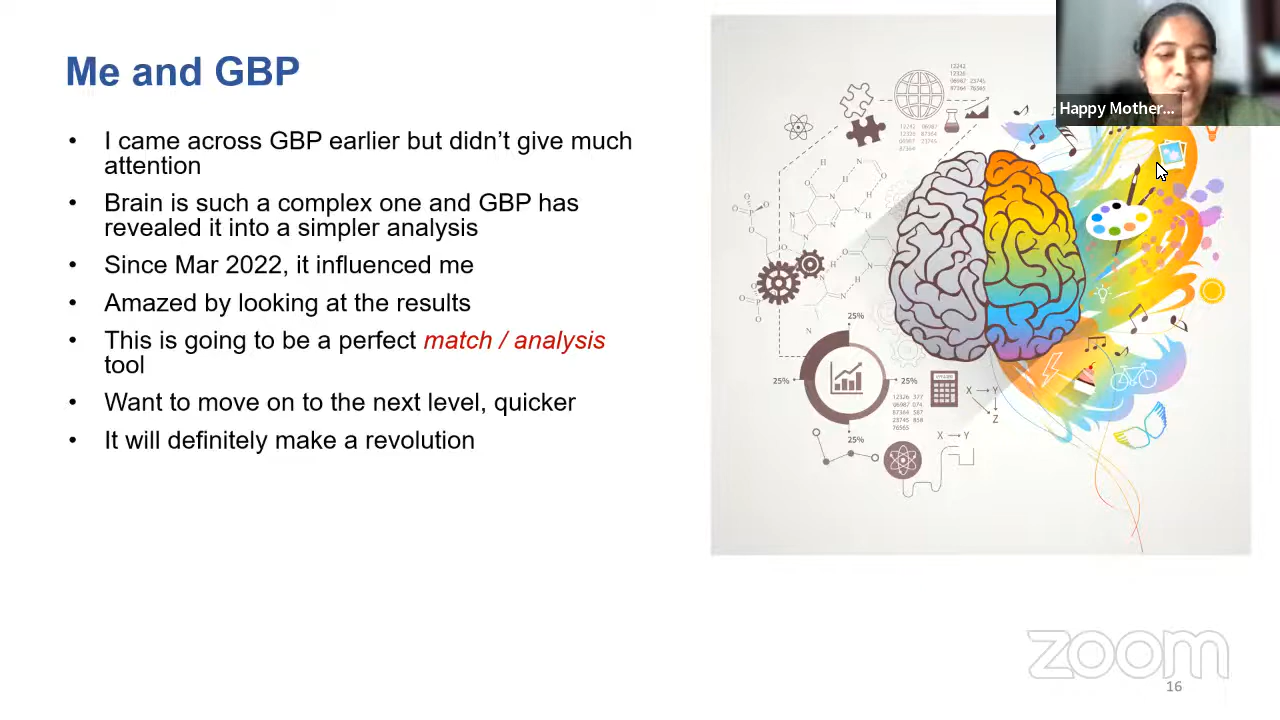 Me and GBP
• I came across GBP earlier but didn’t give much
attention
• Brain is such a complex one and GBP has
revealed it into a simpler analysis
• Since Mar 2022, it influenced me
• Amazed by looking at the results
• This is going to be a perfect match / analysis
tool
• Want to move on to the next level, quicker
• It will definitely make a revolution
Happy Mother...
25%
25%
25%
25%
X
Y
Z
X
Y
zoom
16